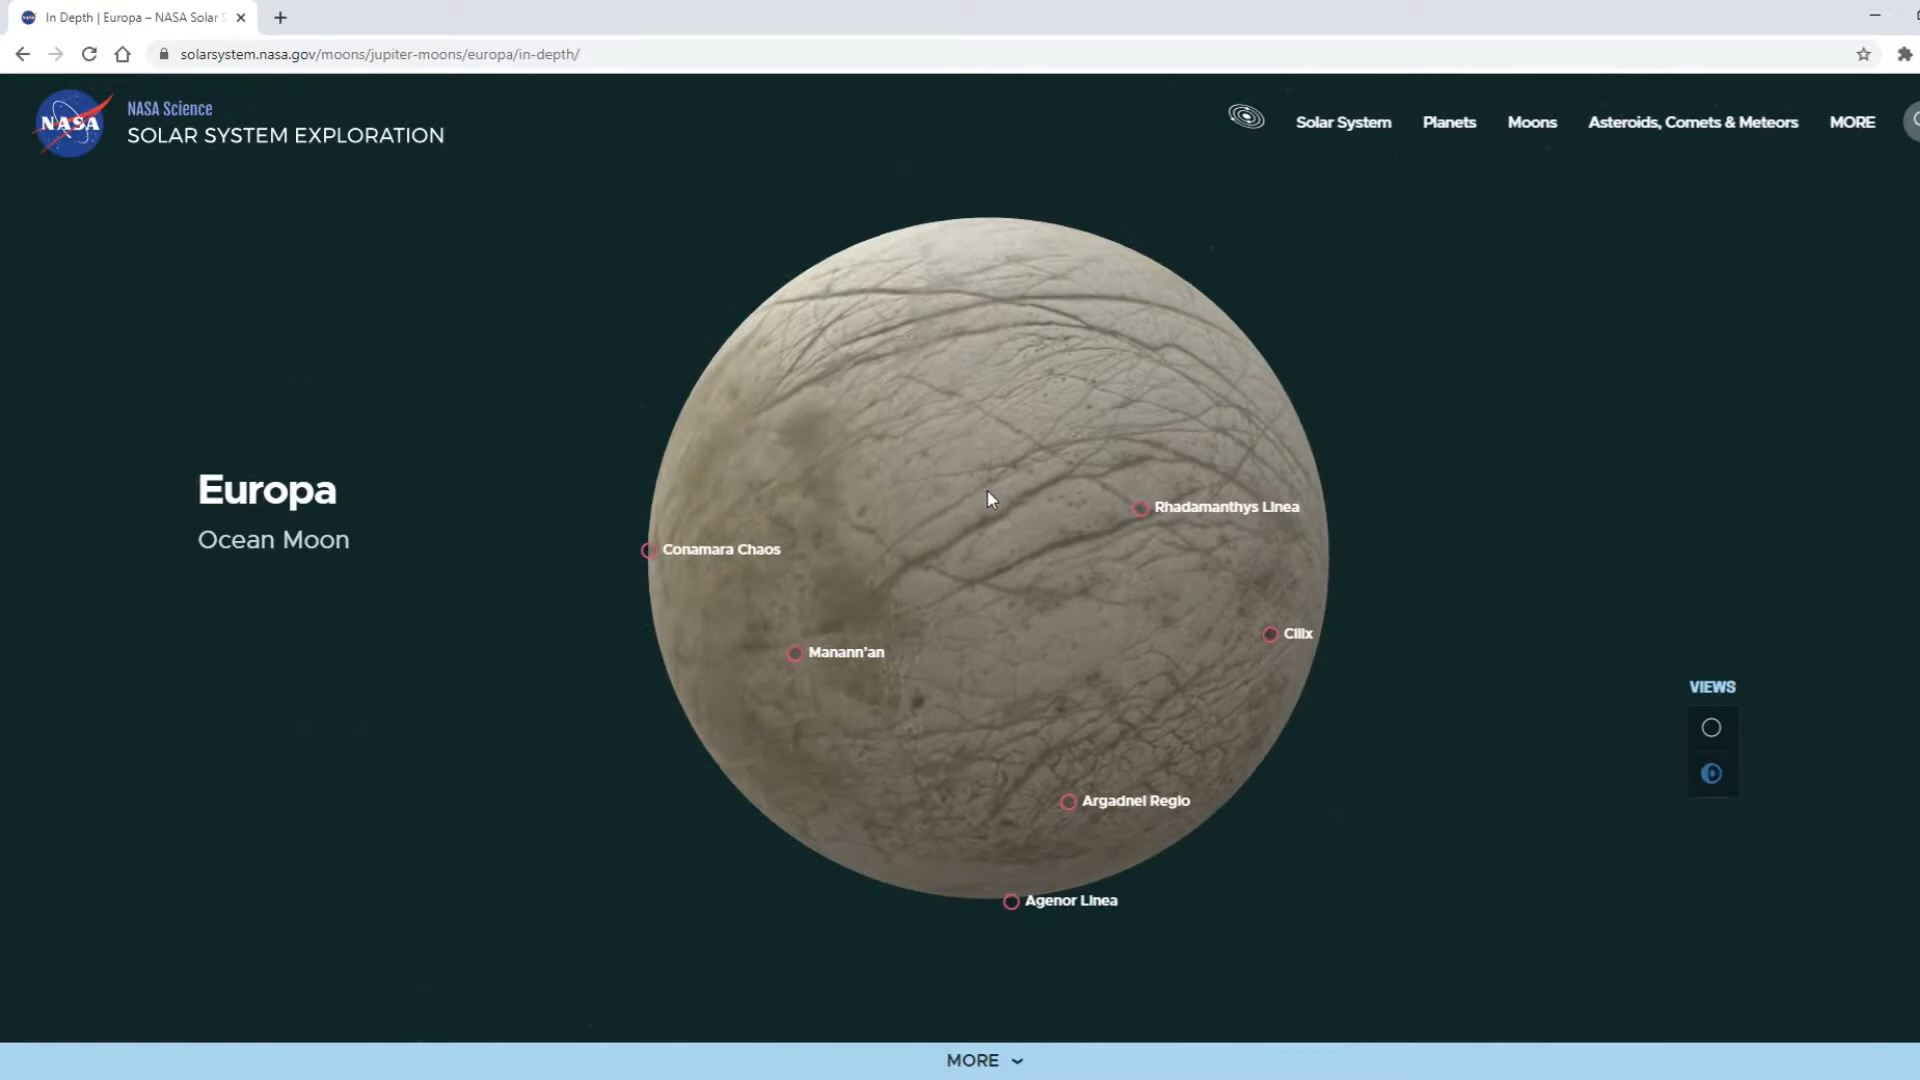 In Depth | Europa – NASA Solar S
solarsystem.nasa.gov/moons/jupiter-moons/europa/in-depth/
NASA
NASA Science
SOLAR SYSTEM EXPLORATION
Solar System
Planets
Moons
Asteroids, Comets & Meteors
MORE
Europa
Ocean Moon
Rhadamanthys Linea
Conamara Chaos
Cilix
Manann'an
VIEWS
Argadnel Regio
Agenor Linea
MORE